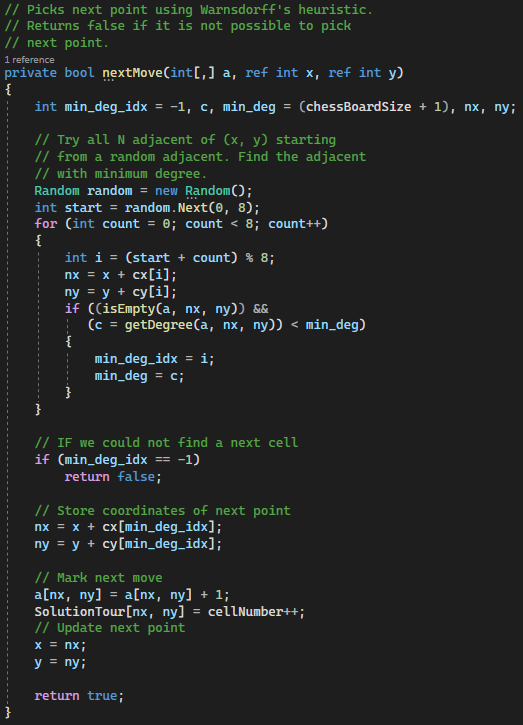 // Picks next point using Warnsdorff's heuristic.
// Returns false if it is not possible to pick
// next point.
1 reference
private bool nextMove(int[,] a, ref int x, ref int y)
{
    int min_deg_idx = -1, c, min_deg = (chessBoardSize + 1), nx, ny;

    // Try all N adjacent of (x, y) starting
    // from a random adjacent. Find the adjacent
    // with minimum degree.
    Random random = new Random();
    int start = random.Next(0, 8);
    for (int count = 0; count < 8; count++)
    {
        int i = (start + count) % 8;
        nx = x + cx[i];
        ny = y + cy[i];
        if ((isEmpty(a, nx, ny)) &&
           (c = getDegree(a, nx, ny)) < min_deg)
        {
            min_deg_idx = i;
            min_deg = c;
        }
    }

    // IF we could not find a next cell
    if (min_deg_idx == -1)
        return false;

    // Store coordinates of next point
    nx = x + cx[min_deg_idx];
    ny = y + cy[min_deg_idx];

    // Mark next move
    a[nx, ny] = a[nx, ny] + 1;
    SolutionTour[nx, ny] = cellNumber++;
    // Update next point
    x = nx;
    y = ny;

    return true;
}